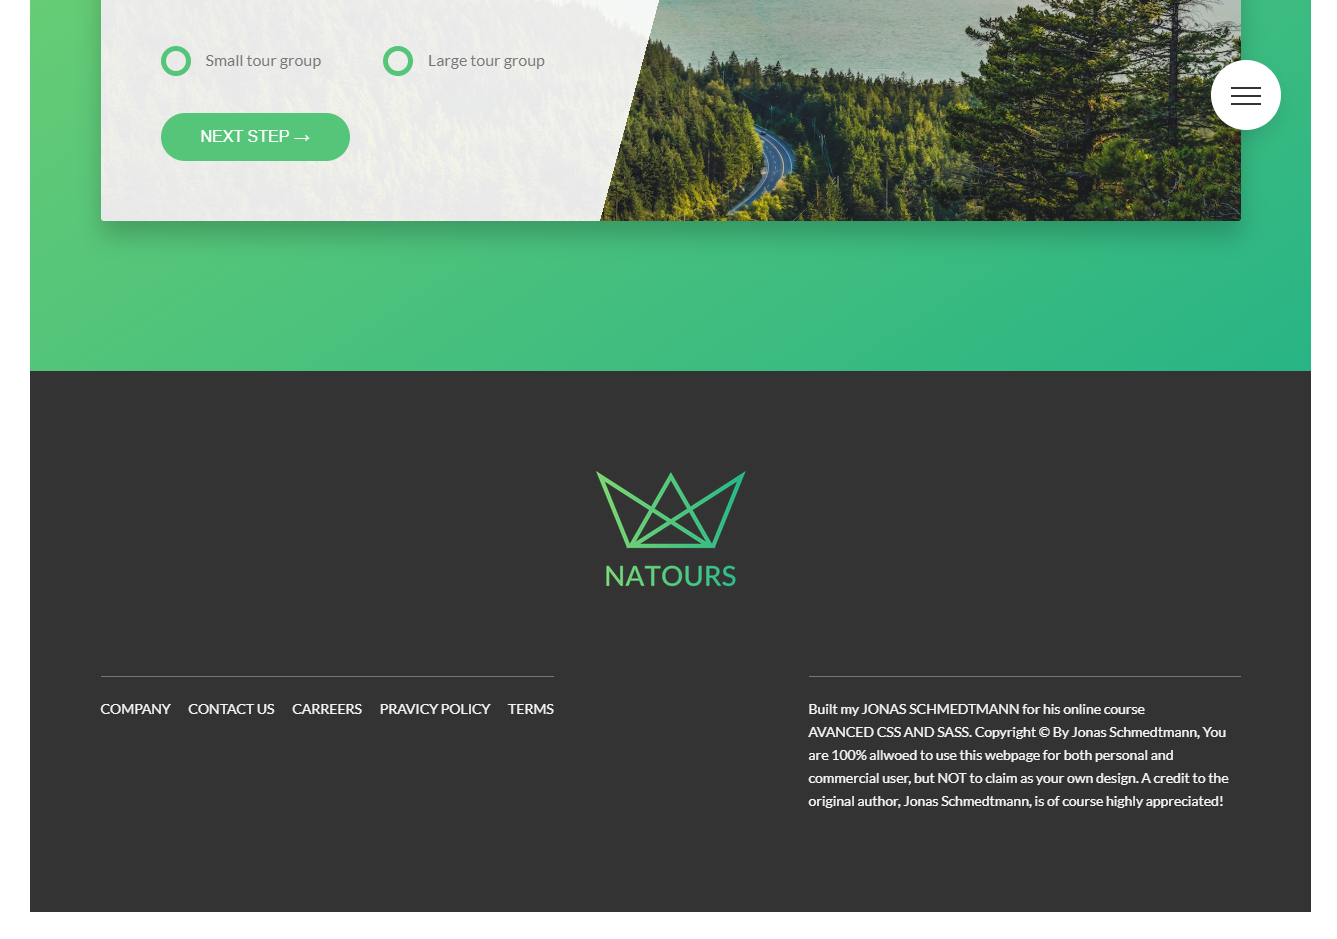 Small tour group Large tour group
NEXT STEP →
NATOURS
COMPANY CONTACT US CARREERS PRAVICY POLICY TERMS
Built my JONAS SCHMEDTMANN for his online course
AVANCED CSS AND SASS. Copyright © By Jonas Schmedtmann, You
are 100% allwoed to use this webpage for both personal and
commercial user, but NOT to claim as your own design. A credit to the
original author, Jonas Schmedtmann, is of course highly appreciated!